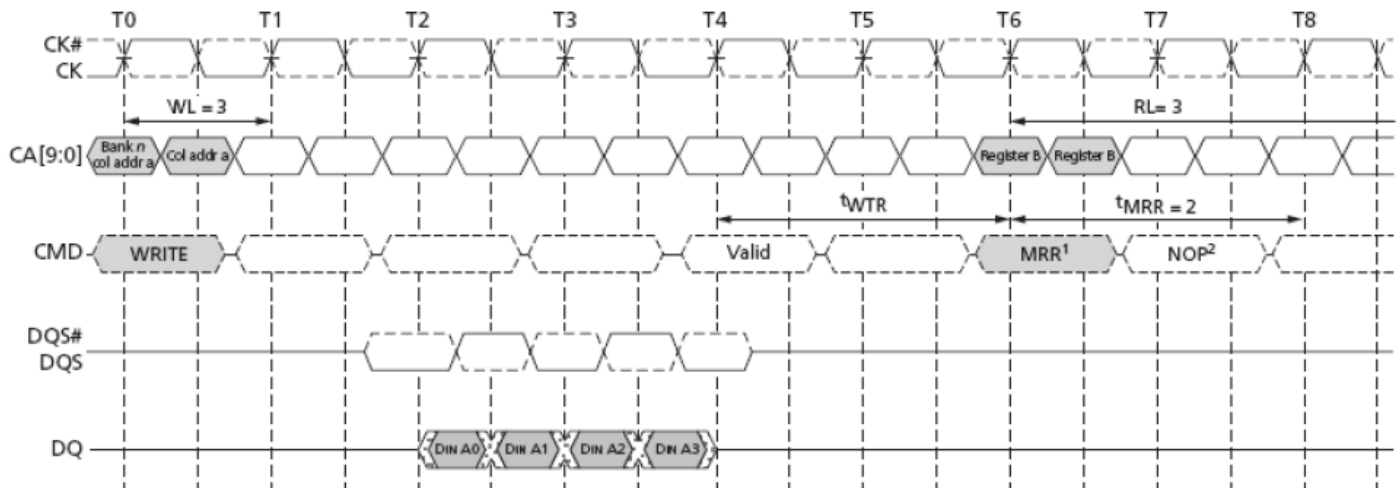 T0 T1 T2 T3 T4 T5 T6 T7 T8
CK#
CK
WL = 3 RL= 3
CA[9:0] Bank n col addr a Col addr a Register B Register B
tWTR tMRR = 2
CMD WRITE Valid MRR1 NOP2
DQS#
DQS
DQ DIN A0 DIN A1 DIN A2 DIN A3